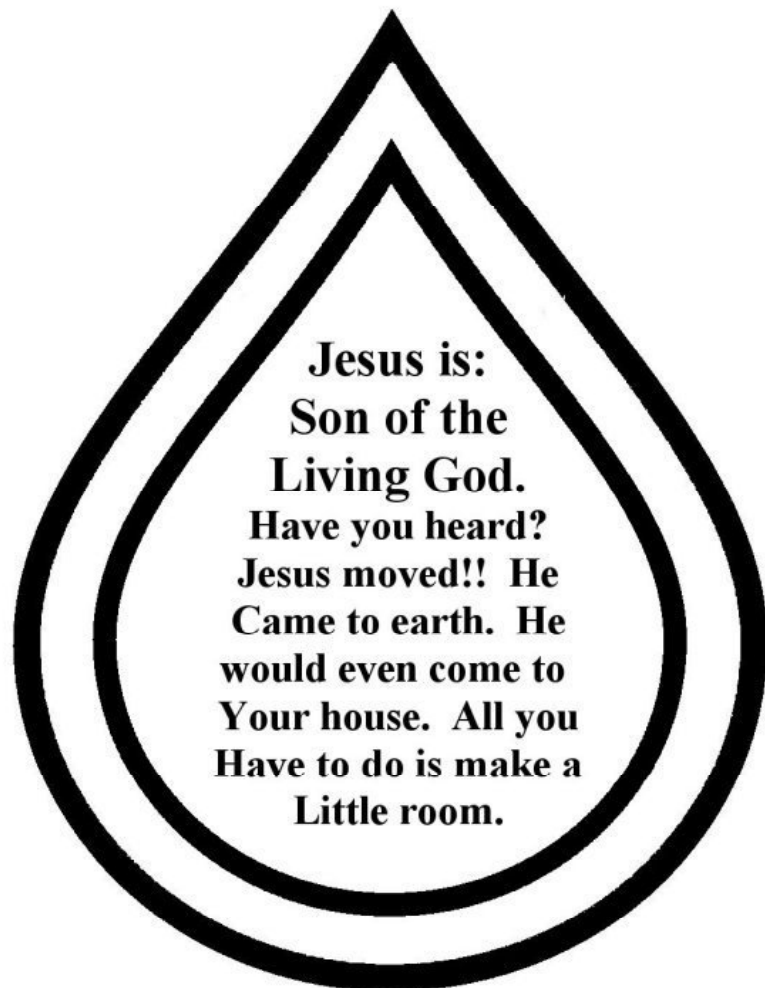 Jesus is:
Son of the
Living God.
Have you heard?
Jesus moved!!  He
Came to earth.  He
would even come to
Your house.  All you
Have to do is make a
Little room.